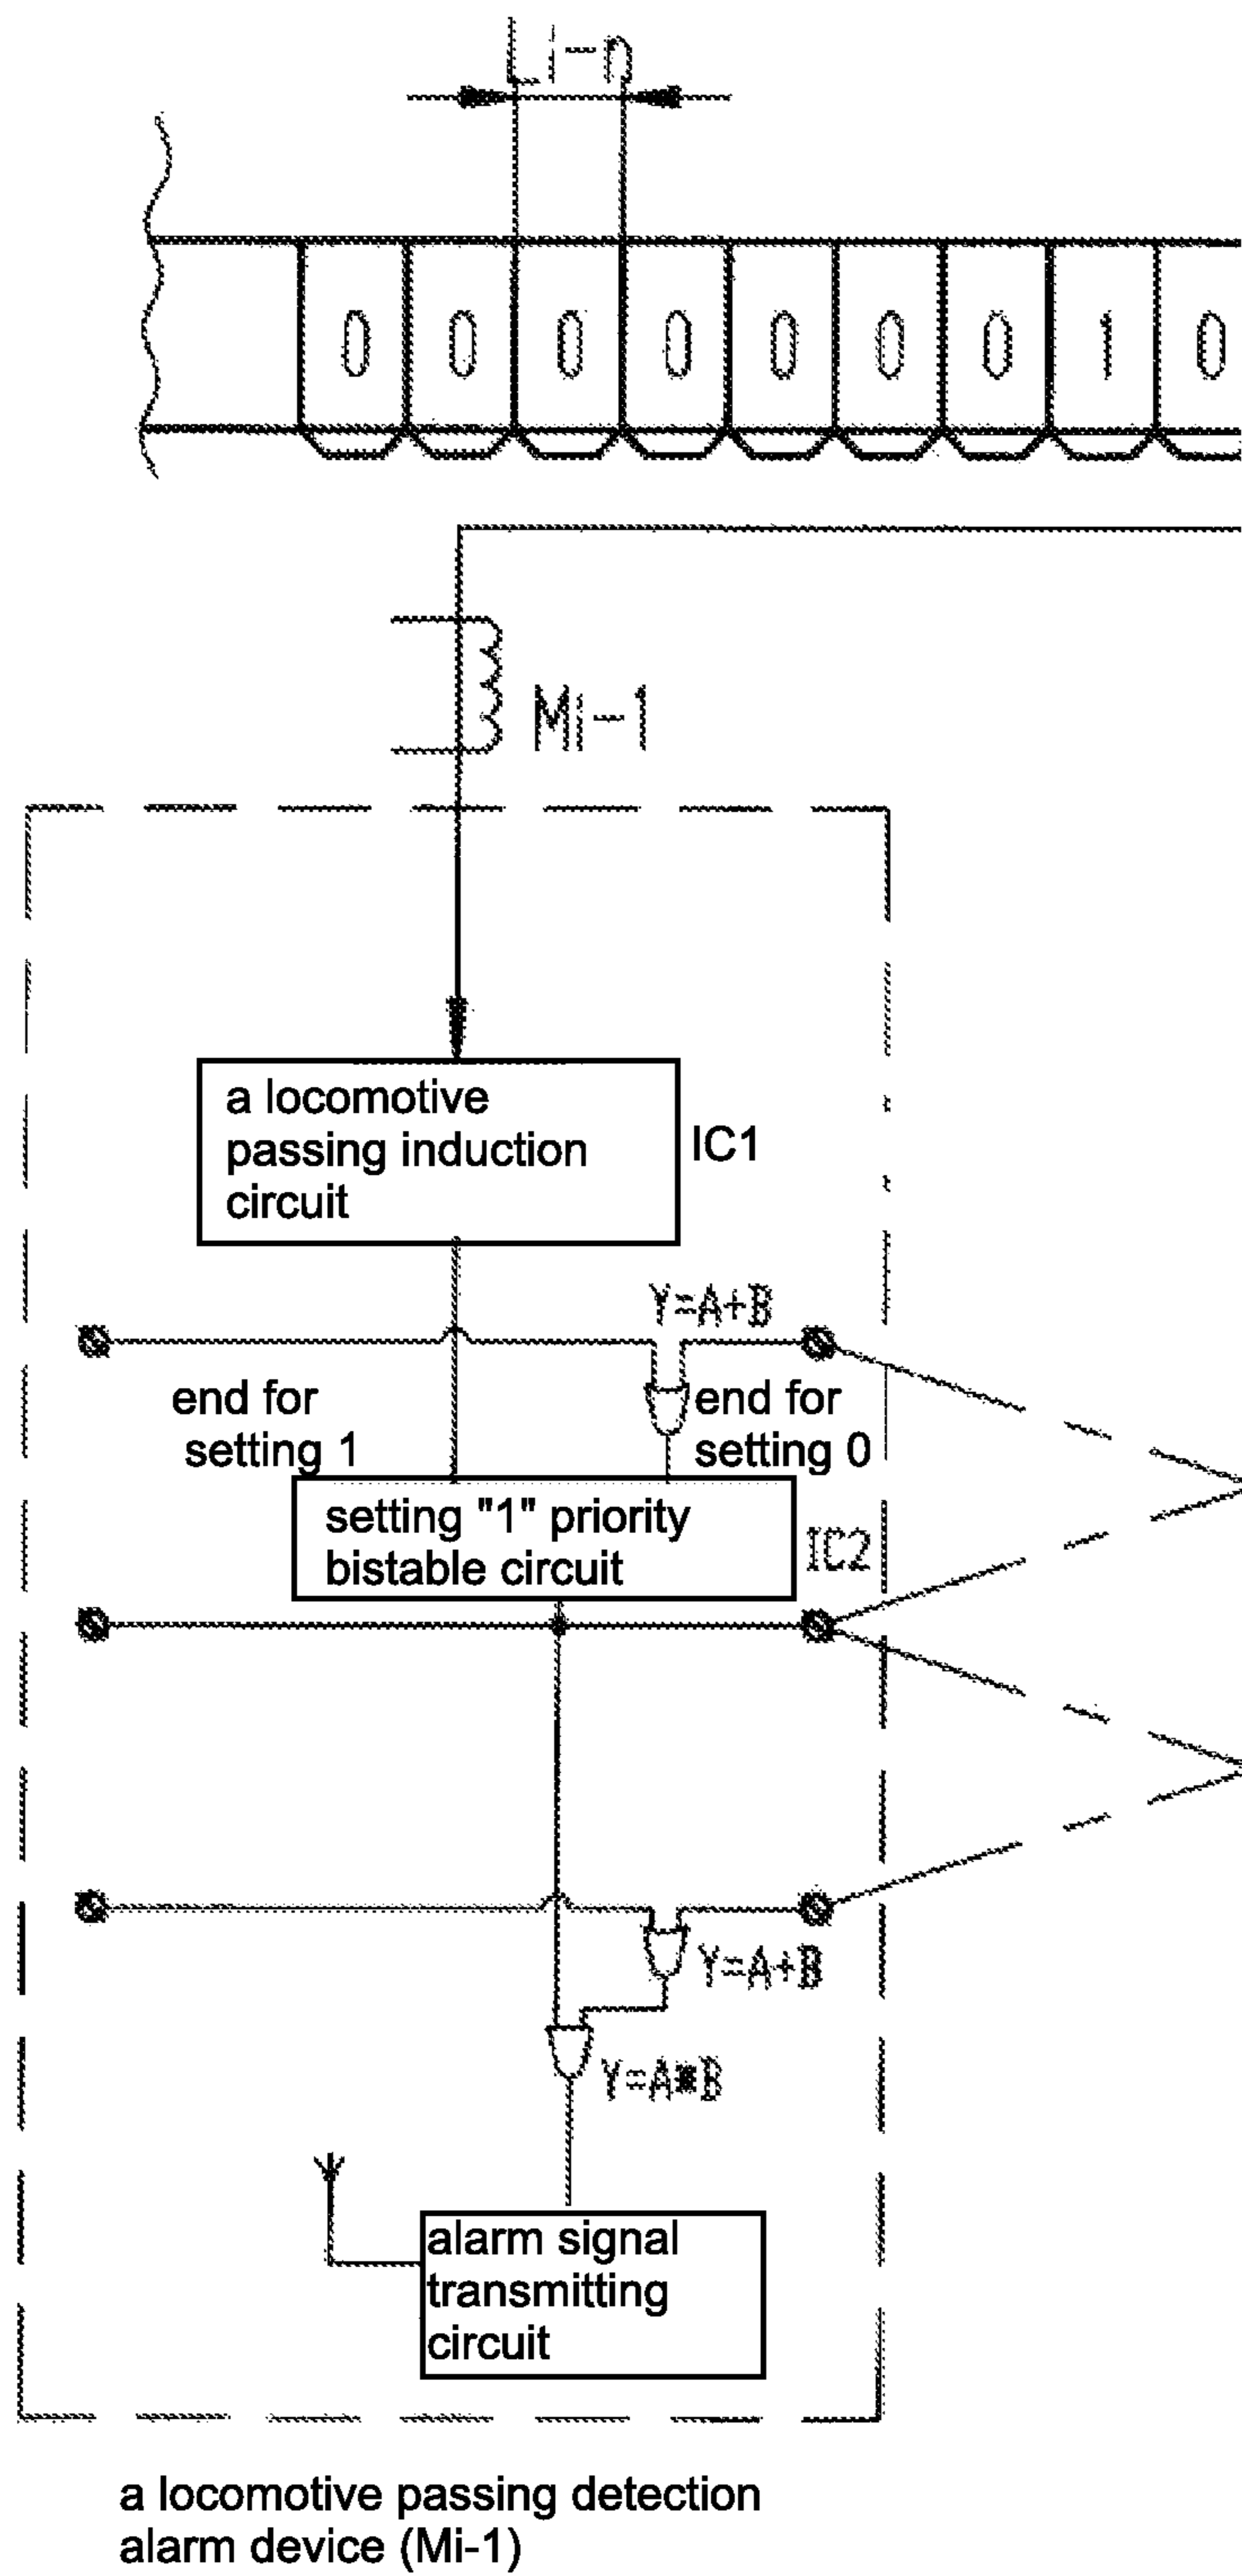 Li-n
0 0 0 0 0 0 0 1 0
Mi-1
a locomotive
passing induction
circuit
IC1
Y=A+B
end for
setting 1
end for
setting 0
setting "1" priority
bistable circuit
IC2
Y=A+B
Y=A*B
alarm signal
transmitting
circuit
a locomotive passing detection
alarm device (Mi-1)